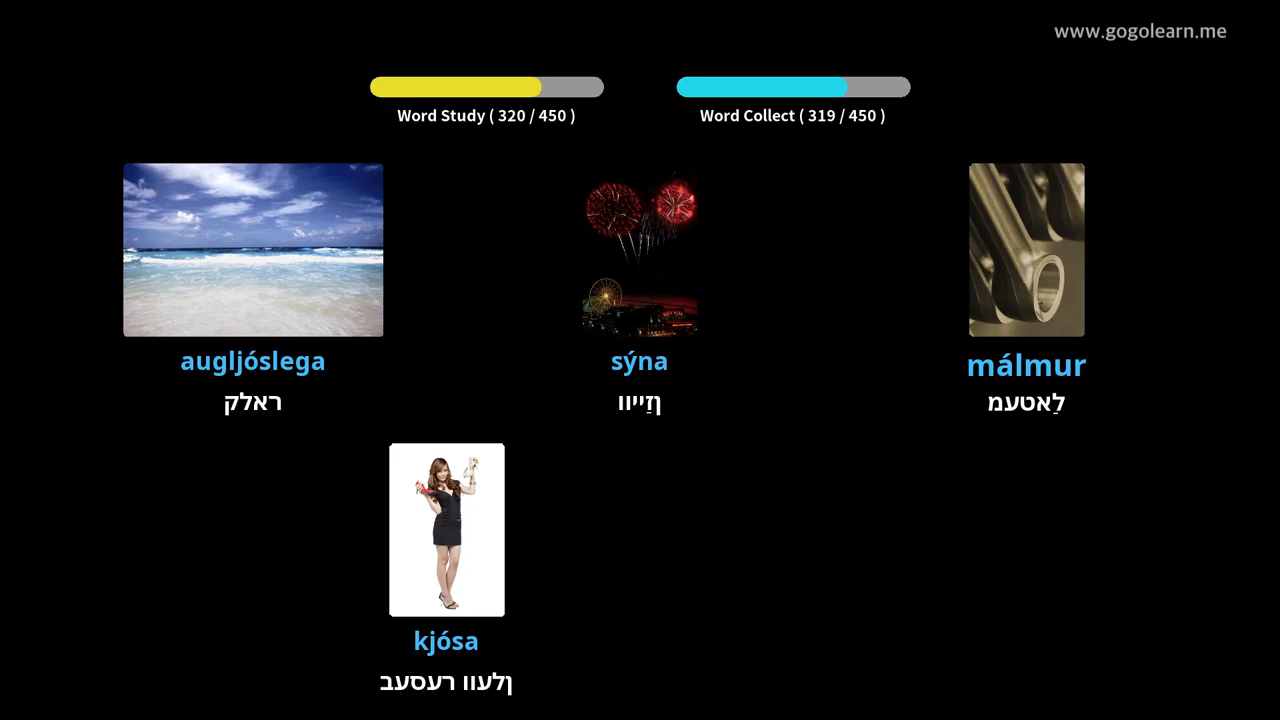 www.gogolearn.me
Word Study ( 320 / 450 )
Word Collect ( 319 / 450 )
augljóslega
ראלק
sýna
ןזַייוו
málmur
לַאטעמ
kjósa
ןלעוו רעסעב